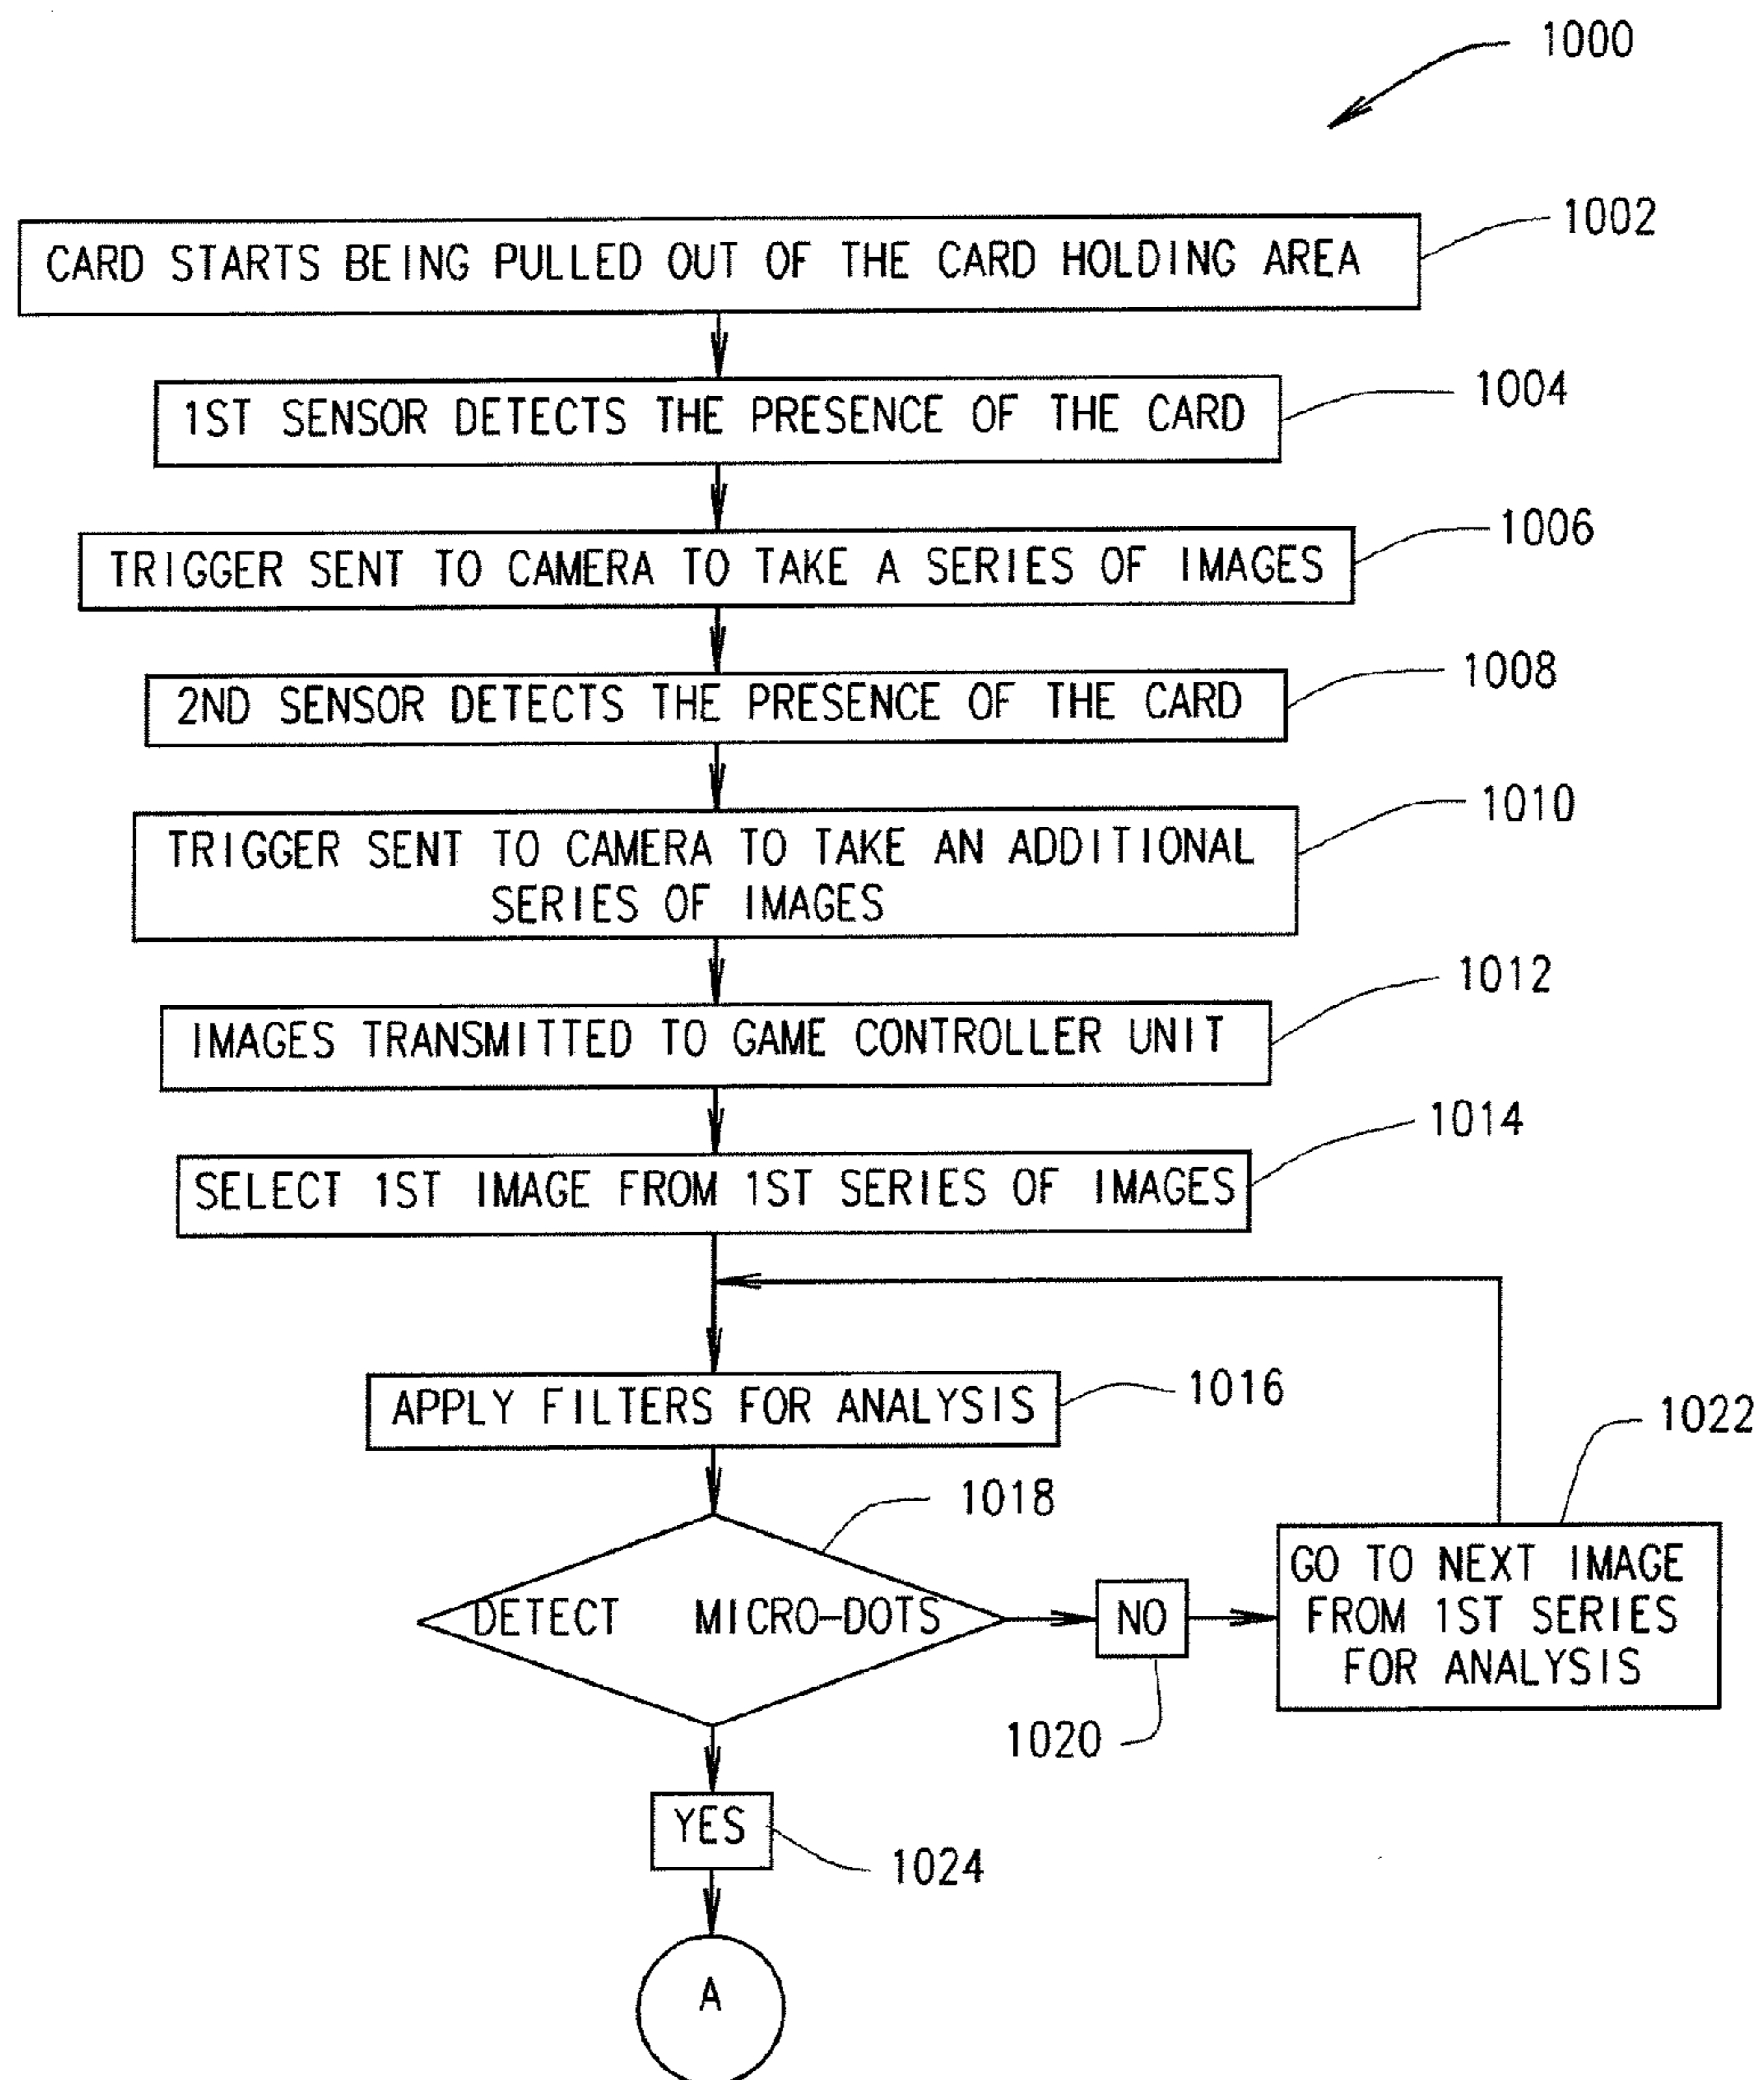 1000
1002
CARD STARTS BEING PULLED OUT OF THE CARD HOLDING AREA
1004
1ST SENSOR DETECTS THE PRESENCE OF THE CARD
1006
TRIGGER SENT TO CAMERA TO TAKE A SERIES OF IMAGES
1008
2ND SENSOR DETECTS THE PRESENCE OF THE CARD
1010
TRIGGER SENT TO CAMERA TO TAKE AN ADDITIONAL
SERIES OF IMAGES
1012
IMAGES TRANSMITTED TO GAME CONTROLLER UNIT
1014
SELECT 1ST IMAGE FROM 1ST SERIES OF IMAGES
APPLY FILTERS FOR ANALYSIS
1016
1022
1018
DETECT MICRO-DOTS
NO
GO TO NEXT IMAGE
FROM 1ST SERIES
FOR ANALYSIS
1020
YES
1024
A